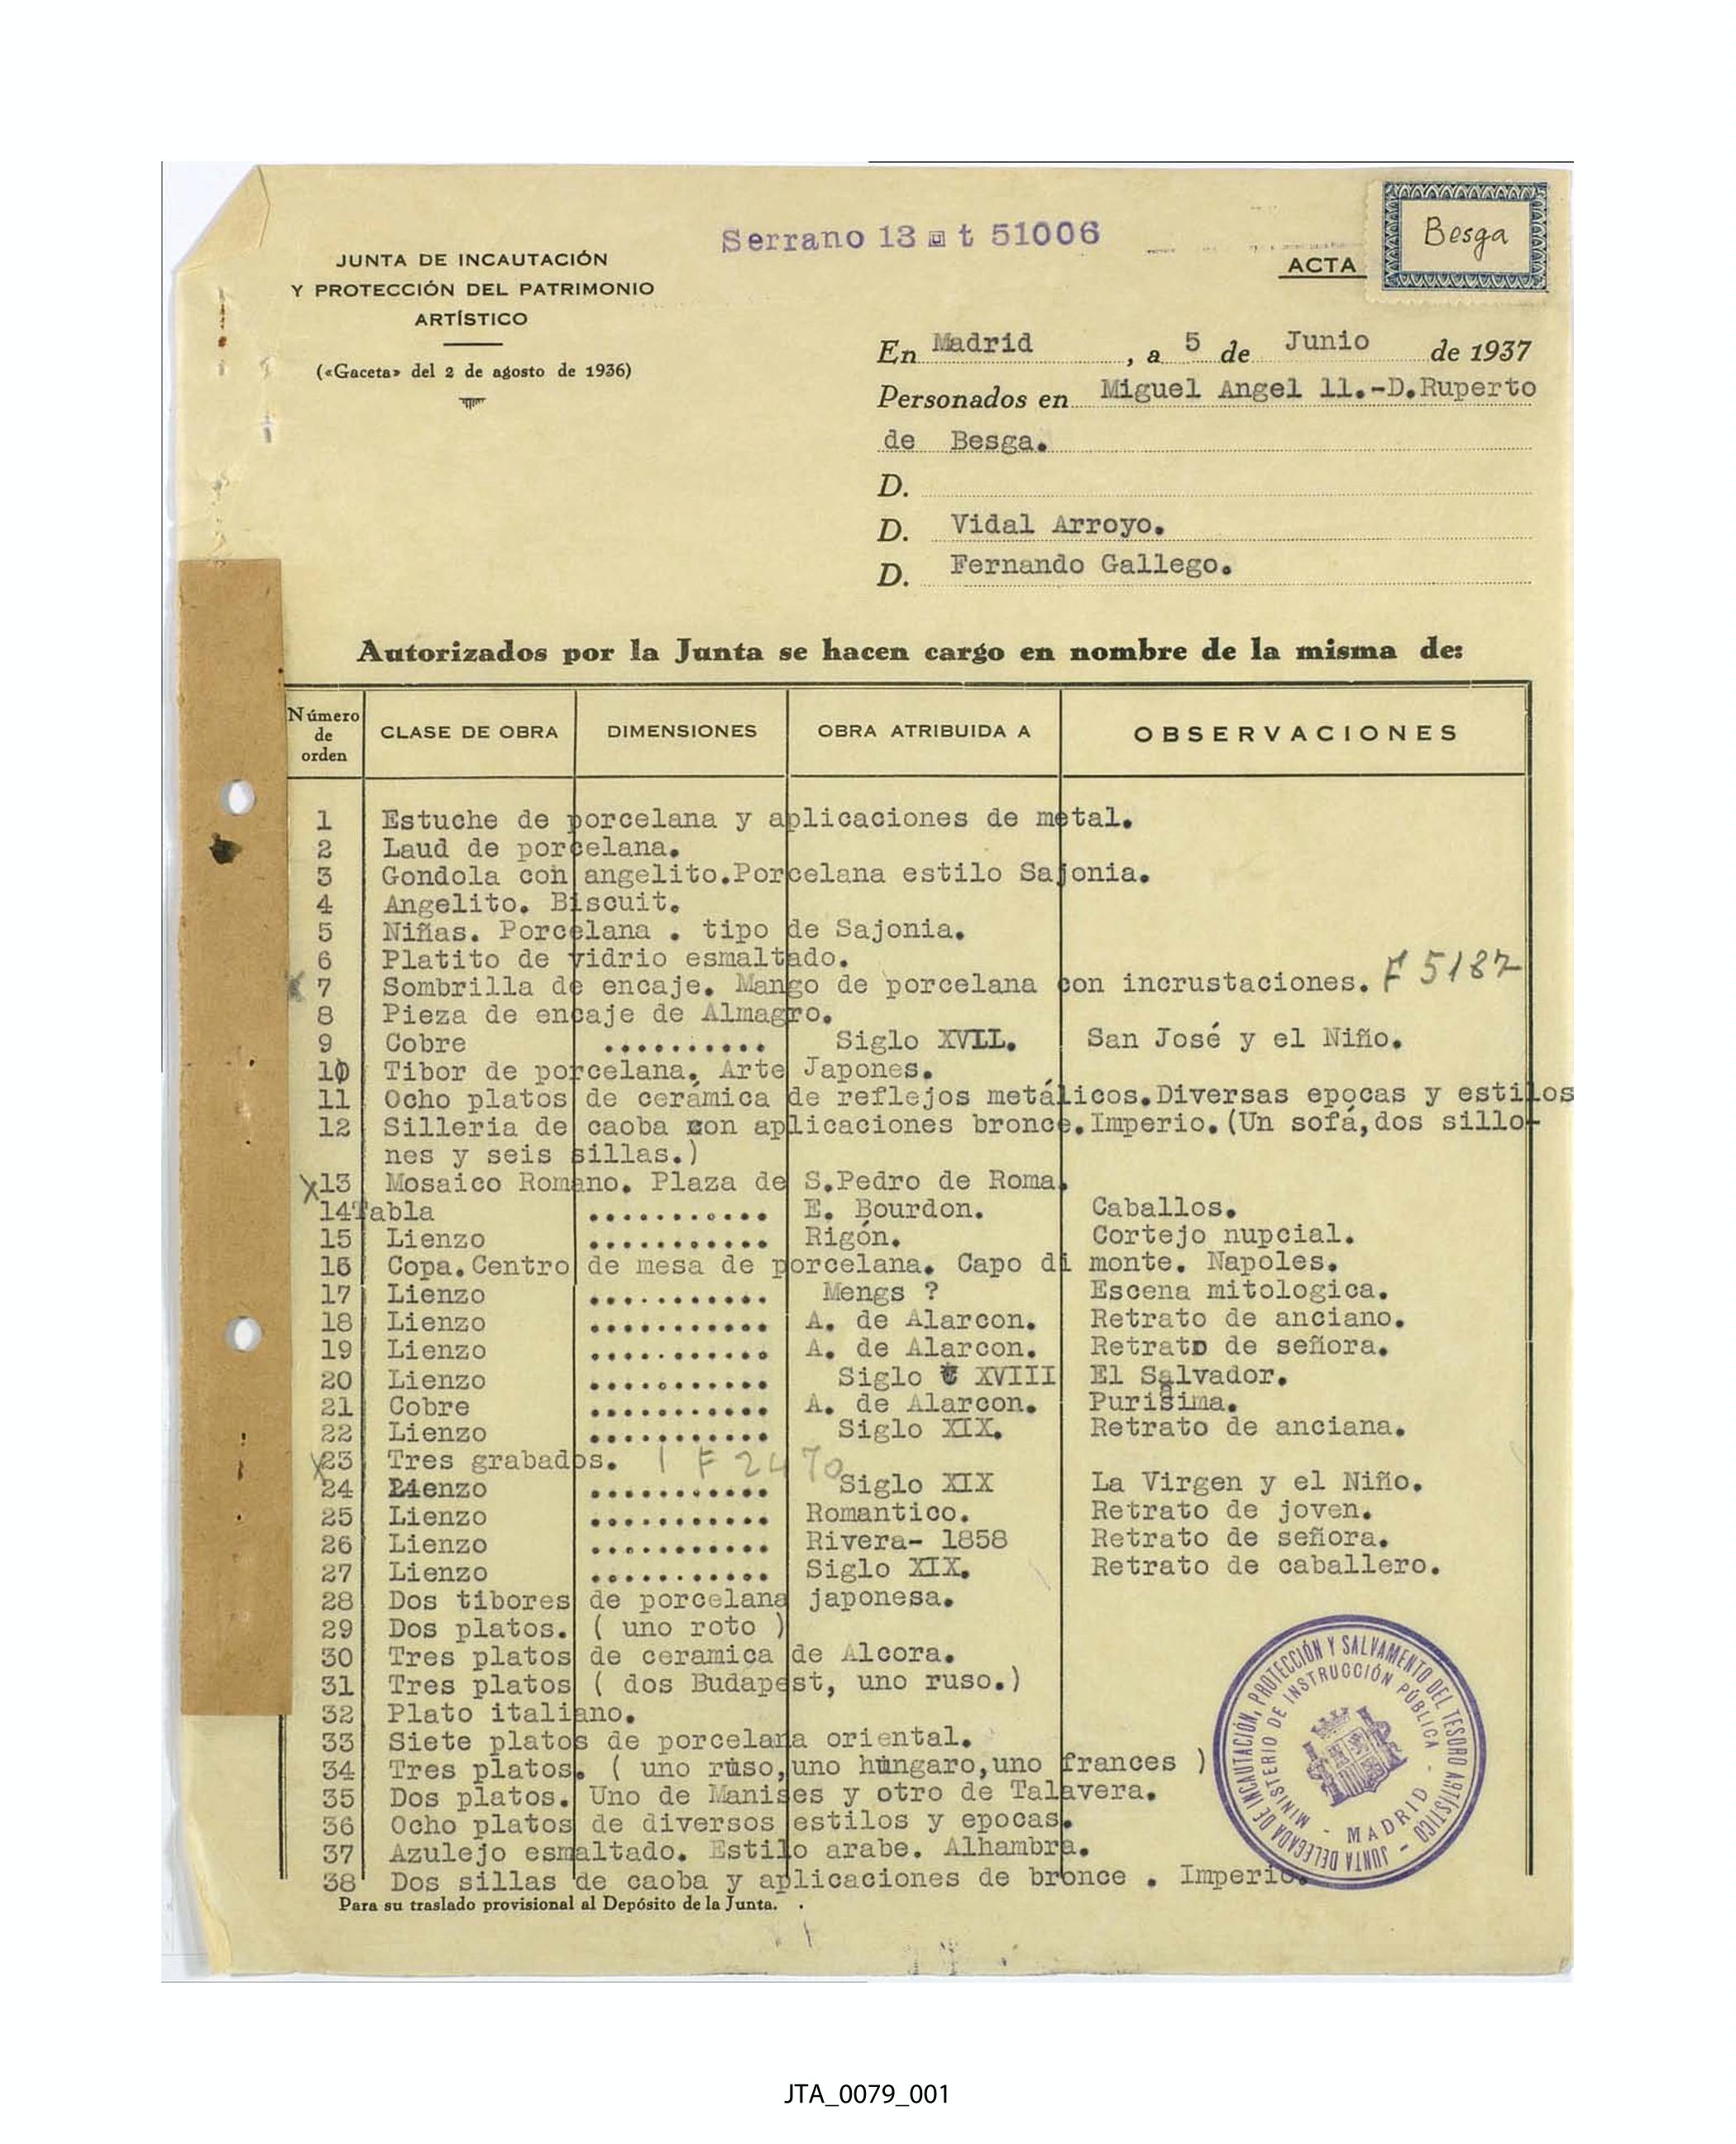 Serrano 13 t 51006
Besga
JUNTA DE INCAUTACIÓN
Y PROTECCIÓN DEL PATRIMONIO
ARTÍSTICO
(«Gaceta» del 2 de agosto de 1936)
ACTA
En Madrid, a 5 de Junio de 1937
Personados en Miguel Angel 11.-D.Ruperto
de Besga.
D.
D. Vidal Arroyo.
D. Fernando Gallego.
Autorizados por la Junta se hacen cargo en nombre de la misma de:
Número de orden CLASE DE OBRA DIMENSIONES OBRA ATRIBUIDA A OBSERVACIONES
1 Estuche de porcelana y aplicaciones de metal.
2 Laud de porcelana.
3 Gondola con angelito.Porcelana estilo Sajonia.
4 Angelito. Biscuit.
5 Niñas. Porcelana . tipo de Sajonia.
6 Platito de vidrio esmaltado.
x 7 Sombrilla de encaje. Mango de porcelana con incrustaciones. F 5187
8 Pieza de encaje de Almagro.
9 Cobre .......... Siglo XVII. San José y el Niño.
10 Tibor de porcelana. Arte Japones.
11 Ocho platos de cerámica de reflejos metálicos.Diversas epocas y estilos
12 Silleria de caoba con aplicaciones bronce.Imperio.(Un sofá,dos sillo-
nes y seis sillas.)
x13 Mosaico Romano. Plaza de S.Pedro de Roma.
14 Tabla ........... E. Bourdon. Caballos.
15 Lienzo ........... Rigón. Cortejo nupcial.
16 Copa.Centro de mesa de porcelana. Capo di monte. Napoles.
17 Lienzo ........... Mengs ? Escena mitologica.
18 Lienzo ........... A. de Alarcon. Retrato de anciano.
19 Lienzo ........... A. de Alarcon. Retrato de señora.
20 Lienzo ........... Siglo XVIII El Salvador.
21 Cobre ........... A. de Alarcon. Purisima.
22 Lienzo ........... Siglo XIX. Retrato de anciana.
x23 Tres grabados. 1 F 2470
24 Lienzo ........... Siglo XIX La Virgen y el Niño.
25 Lienzo ........... Romantico. Retrato de joven.
26 Lienzo ........... Rivera- 1858 Retrato de señora.
27 Lienzo ........... Siglo XIX. Retrato de caballero.
28 Dos tibores de porcelana japonesa.
29 Dos platos. ( uno roto )
30 Tres platos de ceramica de Alcora.
31 Tres platos ( dos Budapest, uno ruso.)
32 Plato italiano.
33 Siete platos de porcelana oriental.
34 Tres platos. ( uno ruso,uno hungaro,uno frances )
35 Dos platos. Uno de Manises y otro de Talavera.
36 Ocho platos de diversos estilos y epocas.
37 Azulejo esmaltado. Estilo arabe. Alhambra.
38 Dos sillas de caoba y aplicaciones de bronce . Imperio.
JUNTA DELEGADA DE INCAUTACIÓN, PROTECCIÓN Y SALVAMENTO DEL TESORO ARTÍSTICO -
MINISTERIO DE INSTRUCCIÓN PÚBLICA -
- MADRID -
Para su traslado provisional al Depósito de la Junta.
JTA_0079_001